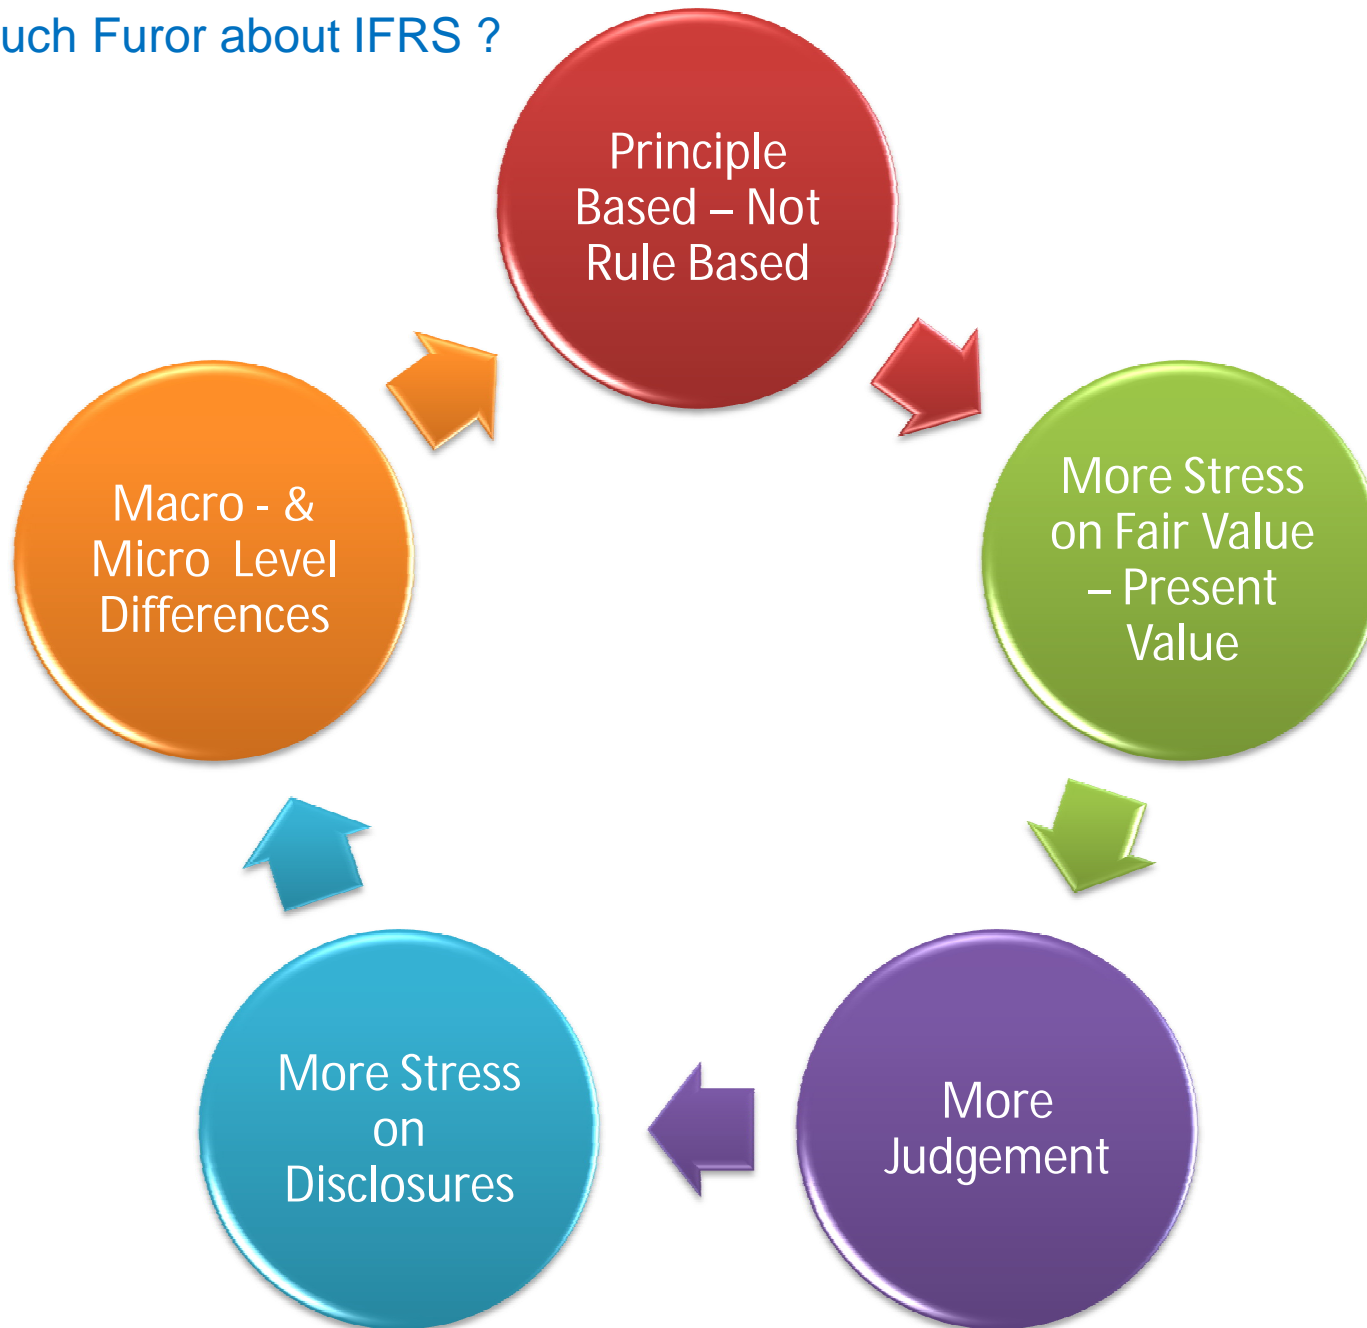 uch Furor about IFRS ?
Principle
Based – Not
Rule Based
More Stress
on Fair Value
– Present
Value
More
Judgement
More Stress
on
Disclosures
Macro - &
Micro Level
Differences